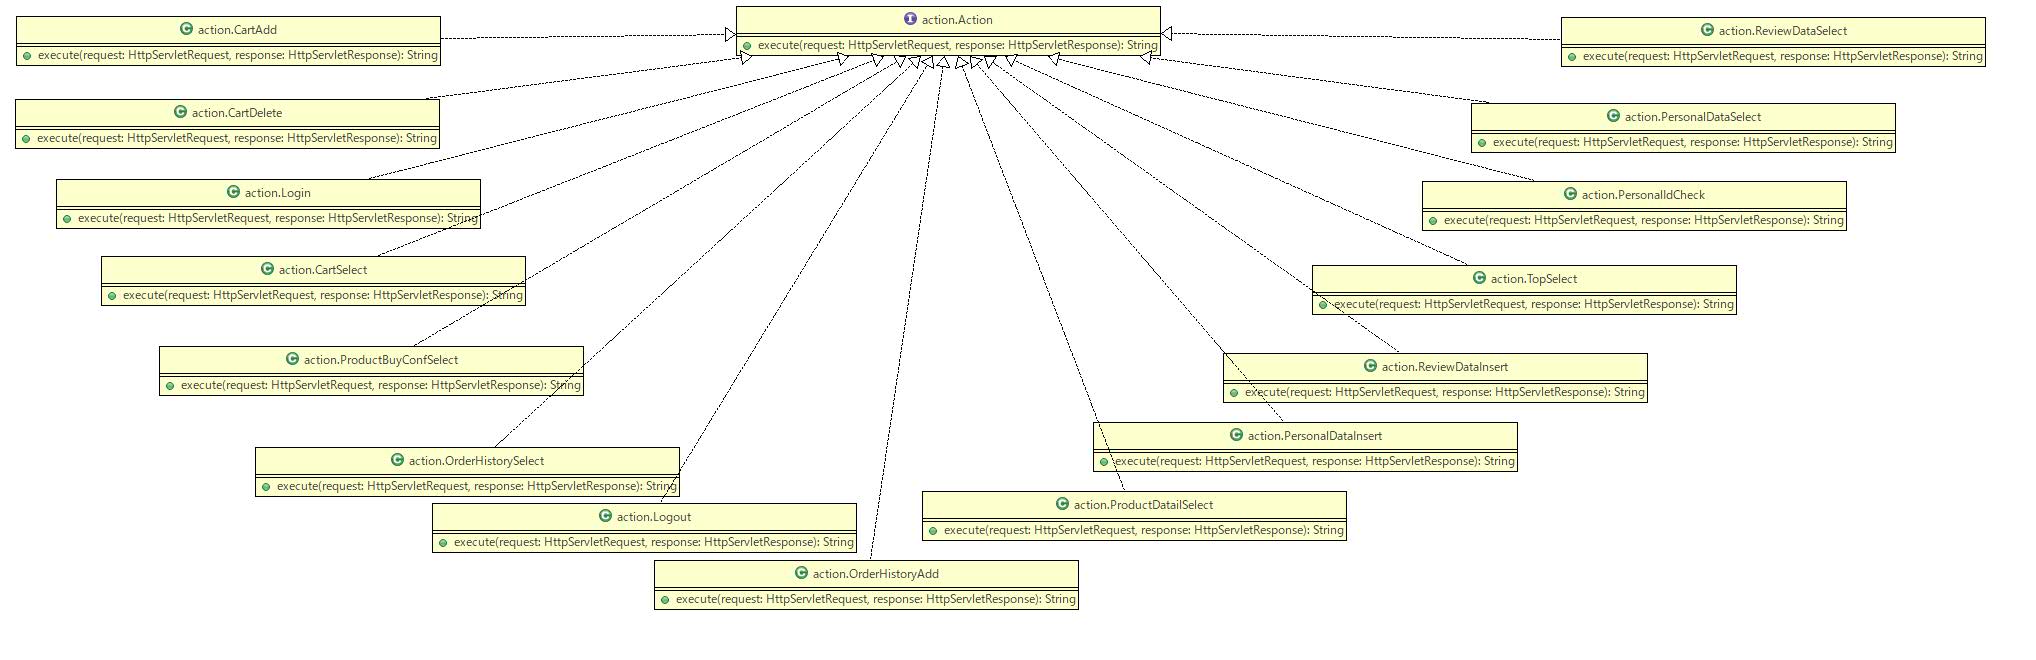 action.Action
execute(request: HttpServletRequest, response: HttpServletResponse): String
action.CartAdd
execute(request: HttpServletRequest, response: HttpServletResponse): String
action.ReviewDataSelect
execute(request: HttpServletRequest, response: HttpServletResponse): String
action.CartDelete
execute(request: HttpServletRequest, response: HttpServletResponse): String
action.PersonalDataSelect
execute(request: HttpServletRequest, response: HttpServletResponse): String
action.Login
execute(request: HttpServletRequest, response: HttpServletResponse): String
action.PersonalIdCheck
execute(request: HttpServletRequest, response: HttpServletResponse): String
action.CartSelect
execute(request: HttpServletRequest, response: HttpServletResponse): String
action.TopSelect
execute(request: HttpServletRequest, response: HttpServletResponse): String
action.ProductBuyConfSelect
execute(request: HttpServletRequest, response: HttpServletResponse): String
action.ReviewDataInsert
execute(request: HttpServletRequest, response: HttpServletResponse): String
action.PersonalDataInsert
execute(request: HttpServletRequest, response: HttpServletResponse): String
action.OrderHistorySelect
execute(request: HttpServletRequest, response: HttpServletResponse): String
action.ProductDatailSelect
execute(request: HttpServletRequest, response: HttpServletResponse): String
action.Logout
execute(request: HttpServletRequest, response: HttpServletResponse): String
action.OrderHistoryAdd
execute(request: HttpServletRequest, response: HttpServletResponse): String